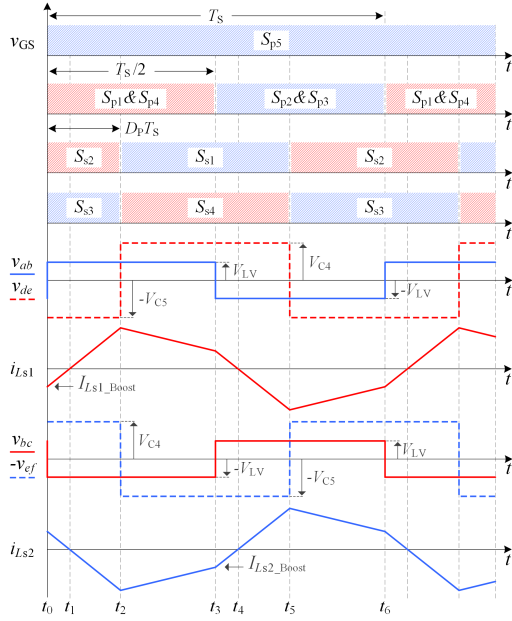 T_S
v_GS
S_p5
t
T_S/2
S_p1&S_p4 S_p2&S_p3 S_p1&S_p4
t
D_PT_S
S_s2 S_s1 S_s2
t
S_s3 S_s4 S_s3
t
v_ab
v_de
V_LV
V_C4
-V_C5
-V_LV
t
i_Ls1
I_Ls1_Boost
t
v_bc
-v_ef
V_C4
-V_LV
-V_C5
V_LV
t
i_Ls2
I_Ls2_Boost
t
t_0 t_1 t_2 t_3 t_4 t_5 t_6